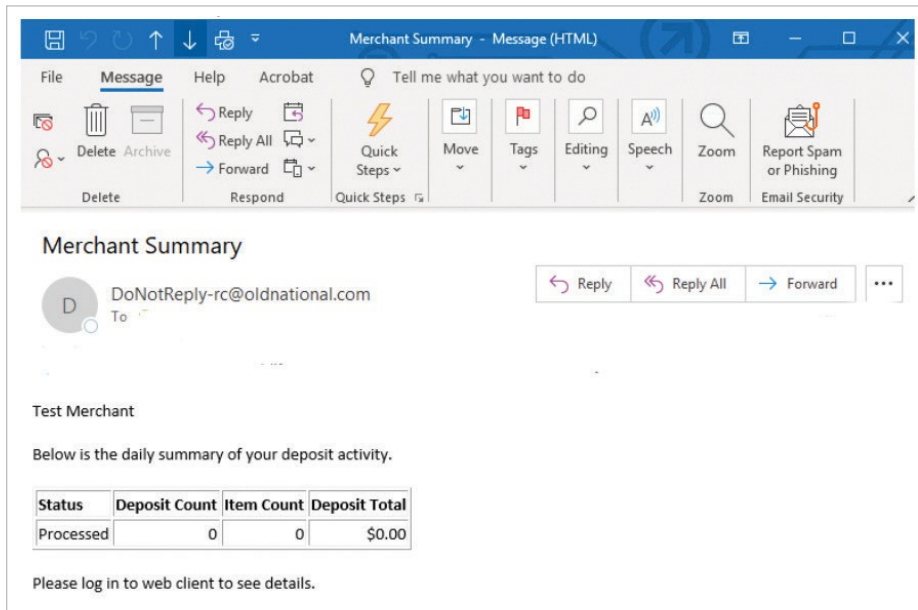 Merchant Summary - Message (HTML)
File Message Help Acrobat Tell me what you want to do
Delete Archive
Reply
Reply All
Forward
Quick Steps
Move
Tags
Editing
Speech
Zoom
Report Spam or Phishing
Delete Respond Quick Steps Zoom Email Security
Merchant Summary
D
DoNotReply-rc@oldnational.com
To
Reply Reply All Forward
Test Merchant
Below is the daily summary of your deposit activity.
Status Deposit Count Item Count Deposit Total
Processed 0 0 $0.00
Please log in to web client to see details.